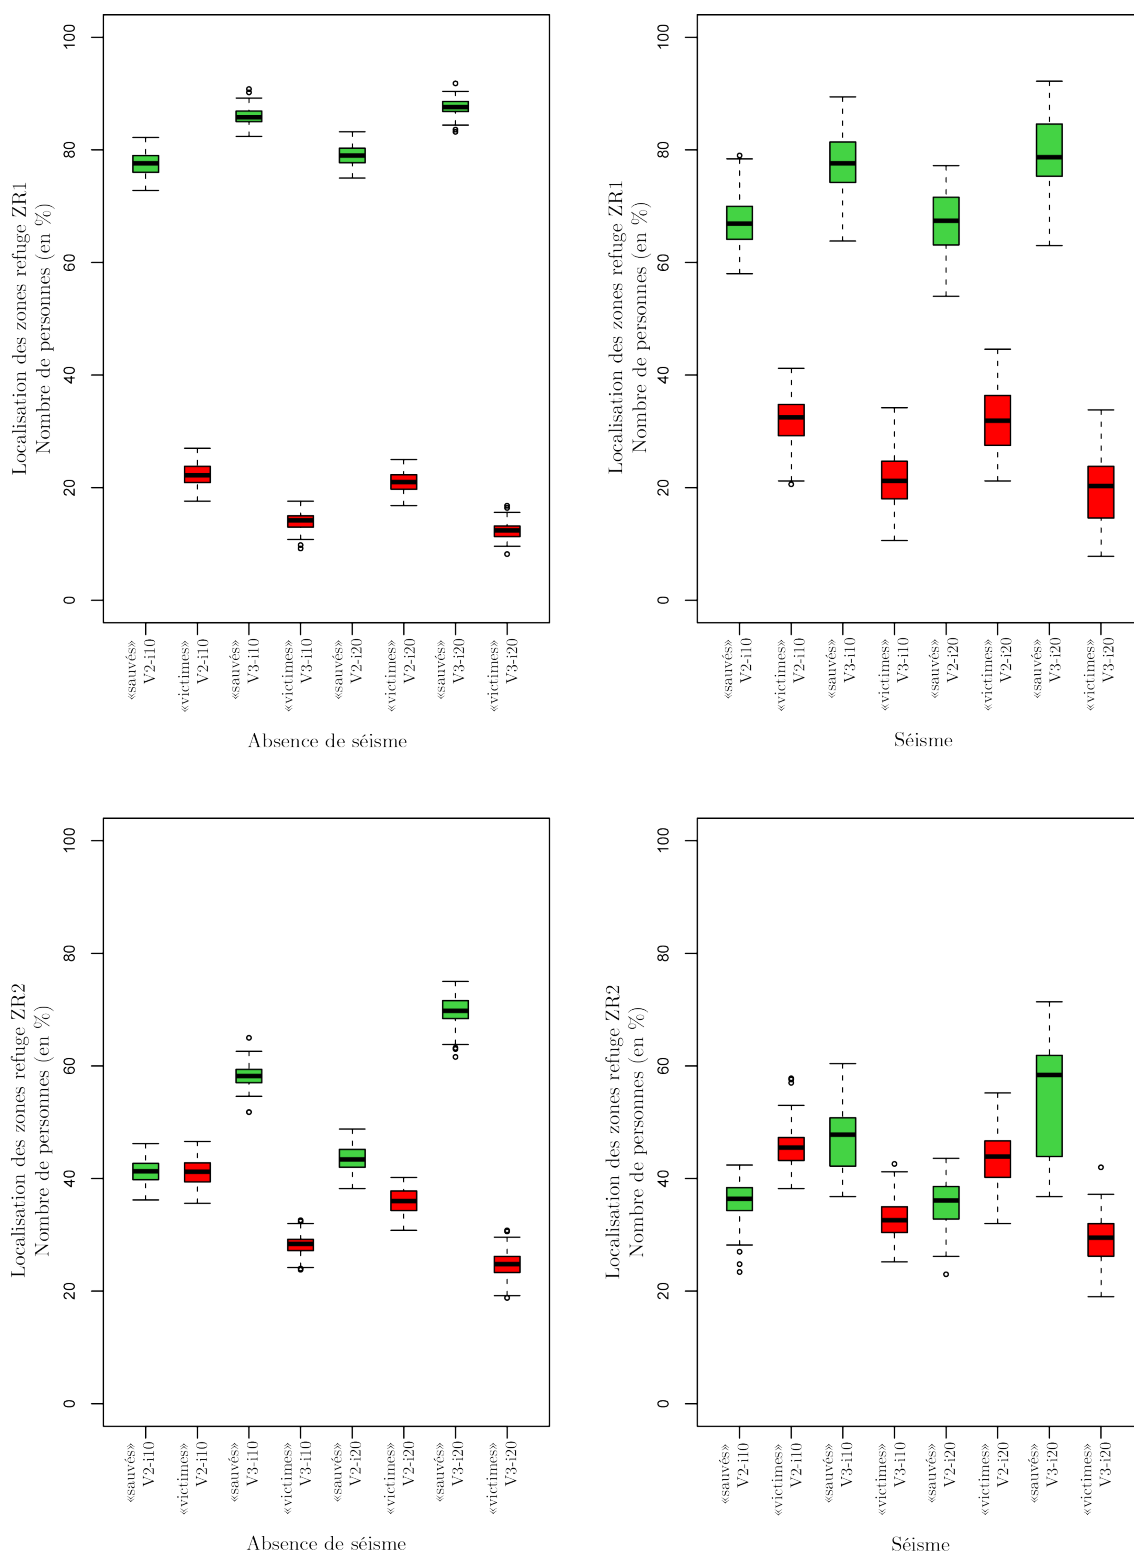 Localisation des zones refuge ZR1
Nombre de personnes (en %)
100
80
60
40
20
0
«sauvés»
V2-i10
«victimes»
V2-i10
«sauvés»
V3-i10
«victimes»
V3-i10
«sauvés»
V2-i20
«victimes»
V2-i20
«sauvés»
V3-i20
«victimes»
V3-i20
Absence de séisme
Localisation des zones refuge ZR1
Nombre de personnes (en %)
100
80
60
40
20
0
«sauvés»
V2-i10
«victimes»
V2-i10
«sauvés»
V3-i10
«victimes»
V3-i10
«sauvés»
V2-i20
«victimes»
V2-i20
«sauvés»
V3-i20
«victimes»
V3-i20
Séisme
Localisation des zones refuge ZR2
Nombre de personnes (en %)
100
80
60
40
20
0
«sauvés»
V2-i10
«victimes»
V2-i10
«sauvés»
V3-i10
«victimes»
V3-i10
«sauvés»
V2-i20
«victimes»
V2-i20
«sauvés»
V3-i20
«victimes»
V3-i20
Absence de séisme
Localisation des zones refuge ZR2
Nombre de personnes (en %)
100
80
60
40
20
0
«sauvés»
V2-i10
«victimes»
V2-i10
«sauvés»
V3-i10
«victimes»
V3-i10
«sauvés»
V2-i20
«victimes»
V2-i20
«sauvés»
V3-i20
«victimes»
V3-i20
Séisme